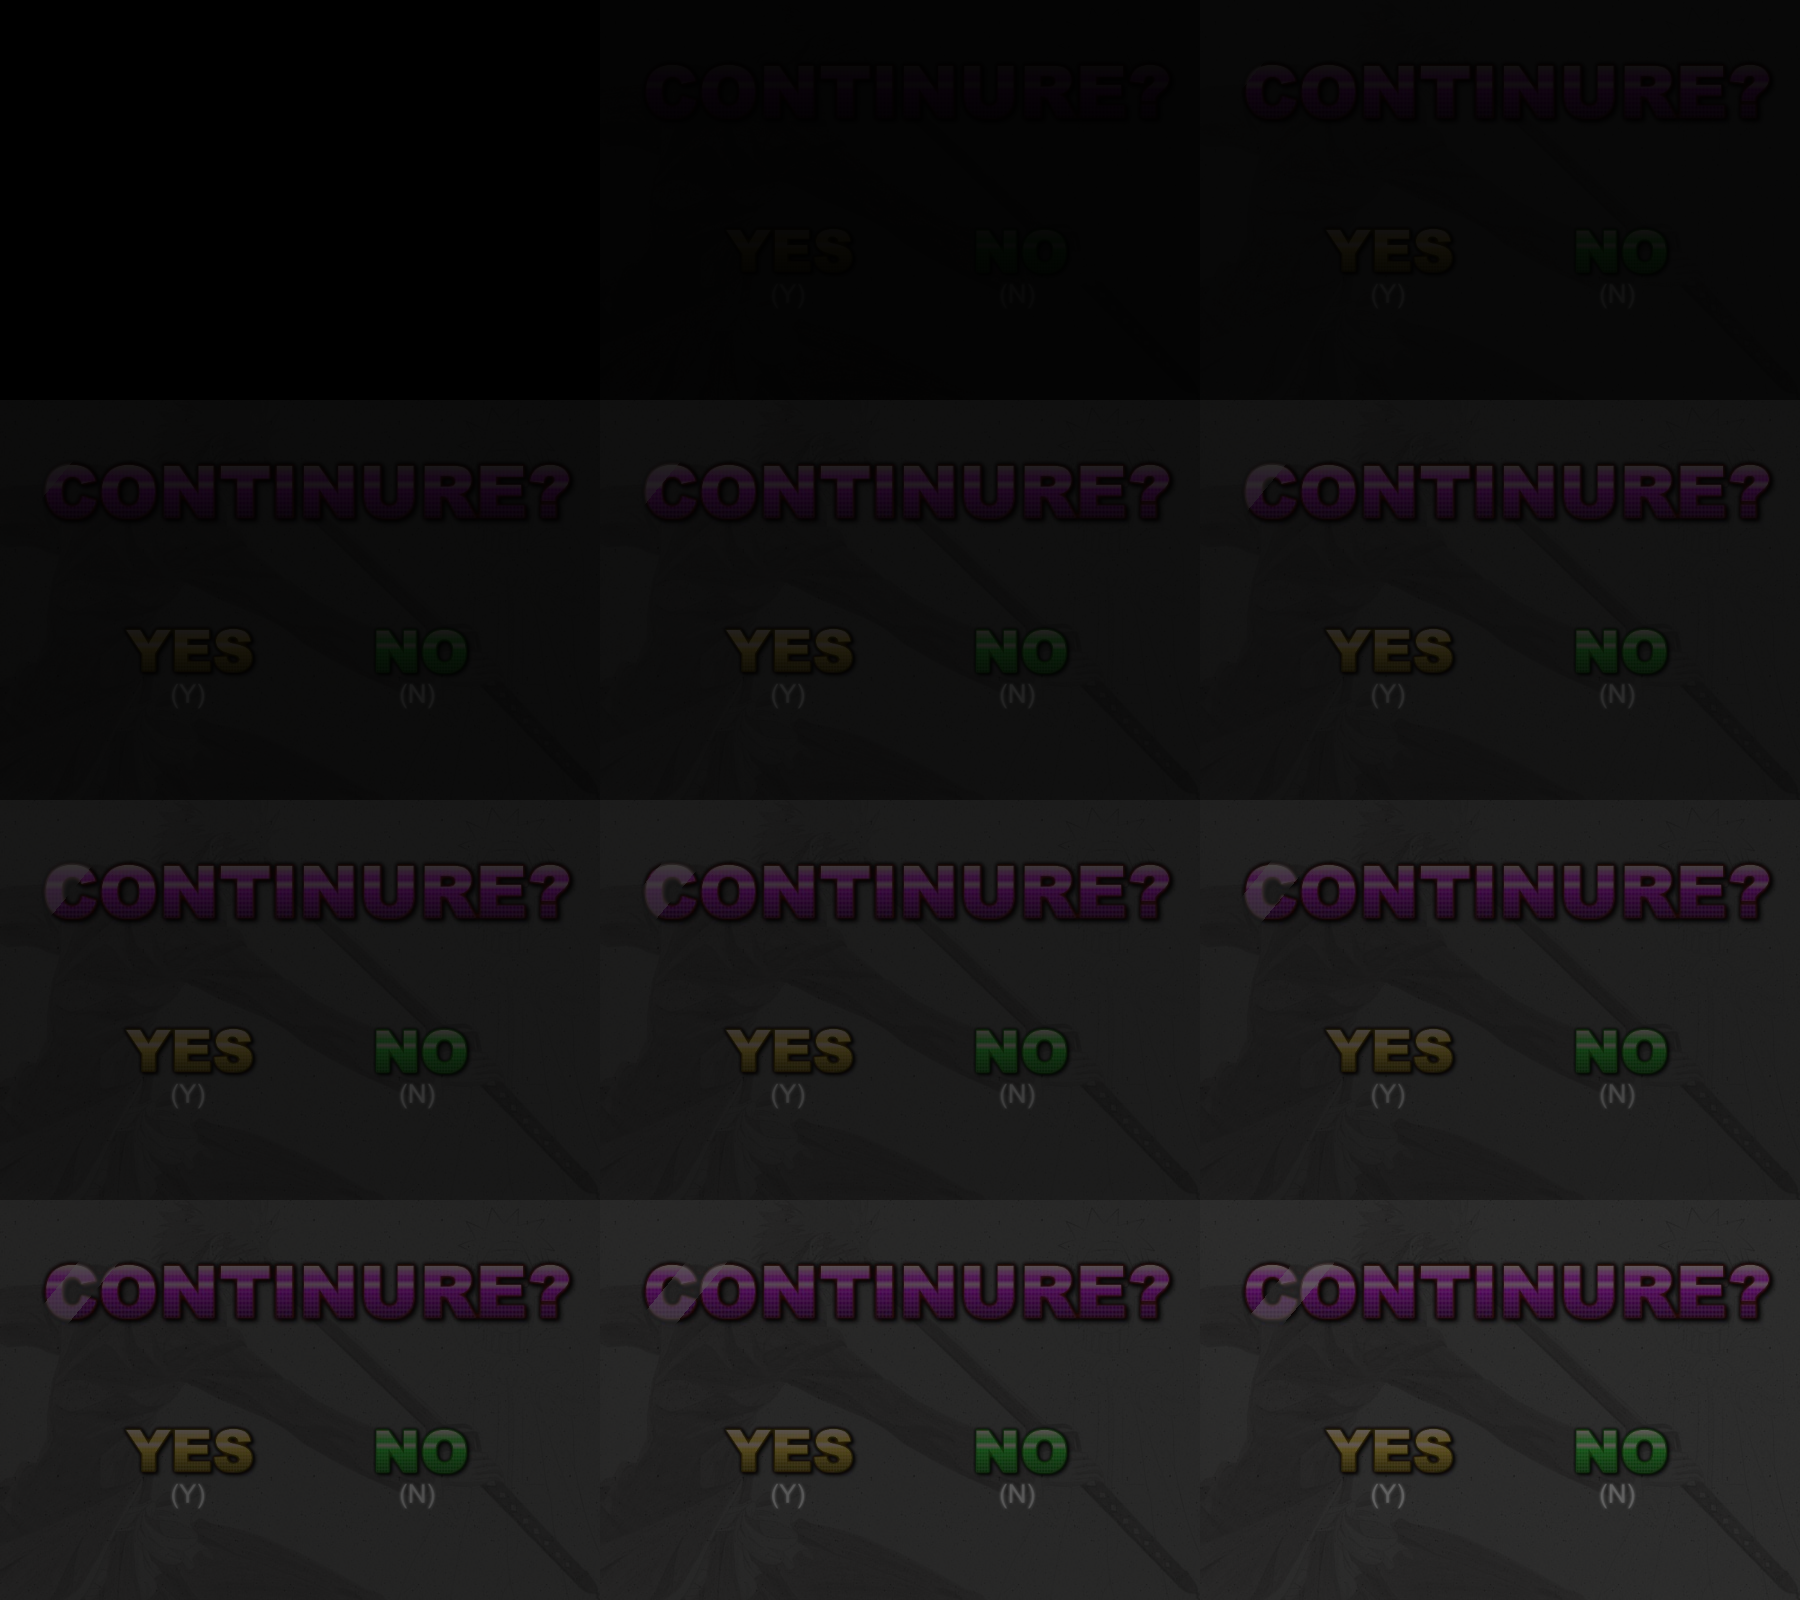 CONTINURE?
YES NO
(Y) (N)
CONTINURE?
YES NO
(Y) (N)
CONTINURE?
YES NO
(Y) (N)
CONTINURE?
YES NO
(Y) (N)
CONTINURE?
YES NO
(Y) (N)
CONTINURE?
YES NO
(Y) (N)
CONTINURE?
YES NO
(Y) (N)
CONTINURE?
YES NO
(Y) (N)
CONTINURE?
YES NO
(Y) (N)
CONTINURE?
YES NO
(Y) (N)
CONTINURE?
YES NO
(Y) (N)